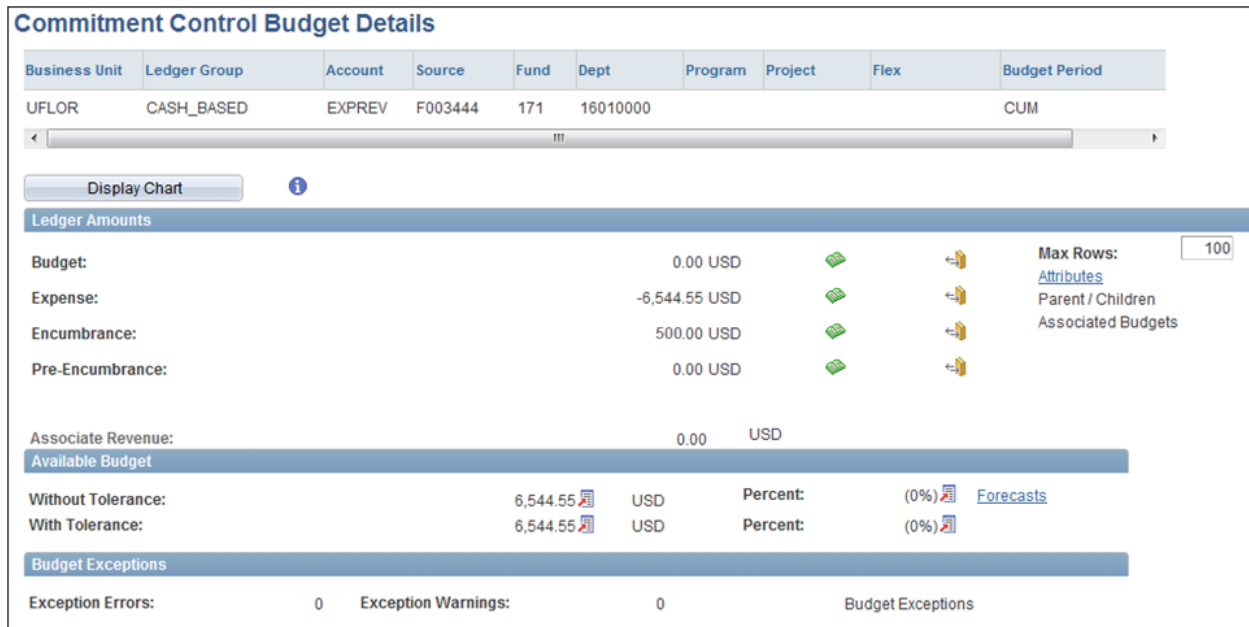 Commitment Control Budget Details
Business Unit Ledger Group Account Source Fund Dept Program Project Flex Budget Period
UFLOR CASH_BASED EXPREV F003444 171 16010000 CUM
Display Chart
Ledger Amounts
Budget: 0.00 USD Max Rows: 100
Attributes
Expense: -6,544.55 USD Parent / Children
Encumbrance: 500.00 USD Associated Budgets
Pre-Encumbrance: 0.00 USD
Associate Revenue: 0.00 USD
Available Budget
Without Tolerance: 6,544.55 USD Percent: (0%) Forecasts
With Tolerance: 6,544.55 USD Percent: (0%)
Budget Exceptions
Exception Errors: 0 Exception Warnings: 0 Budget Exceptions